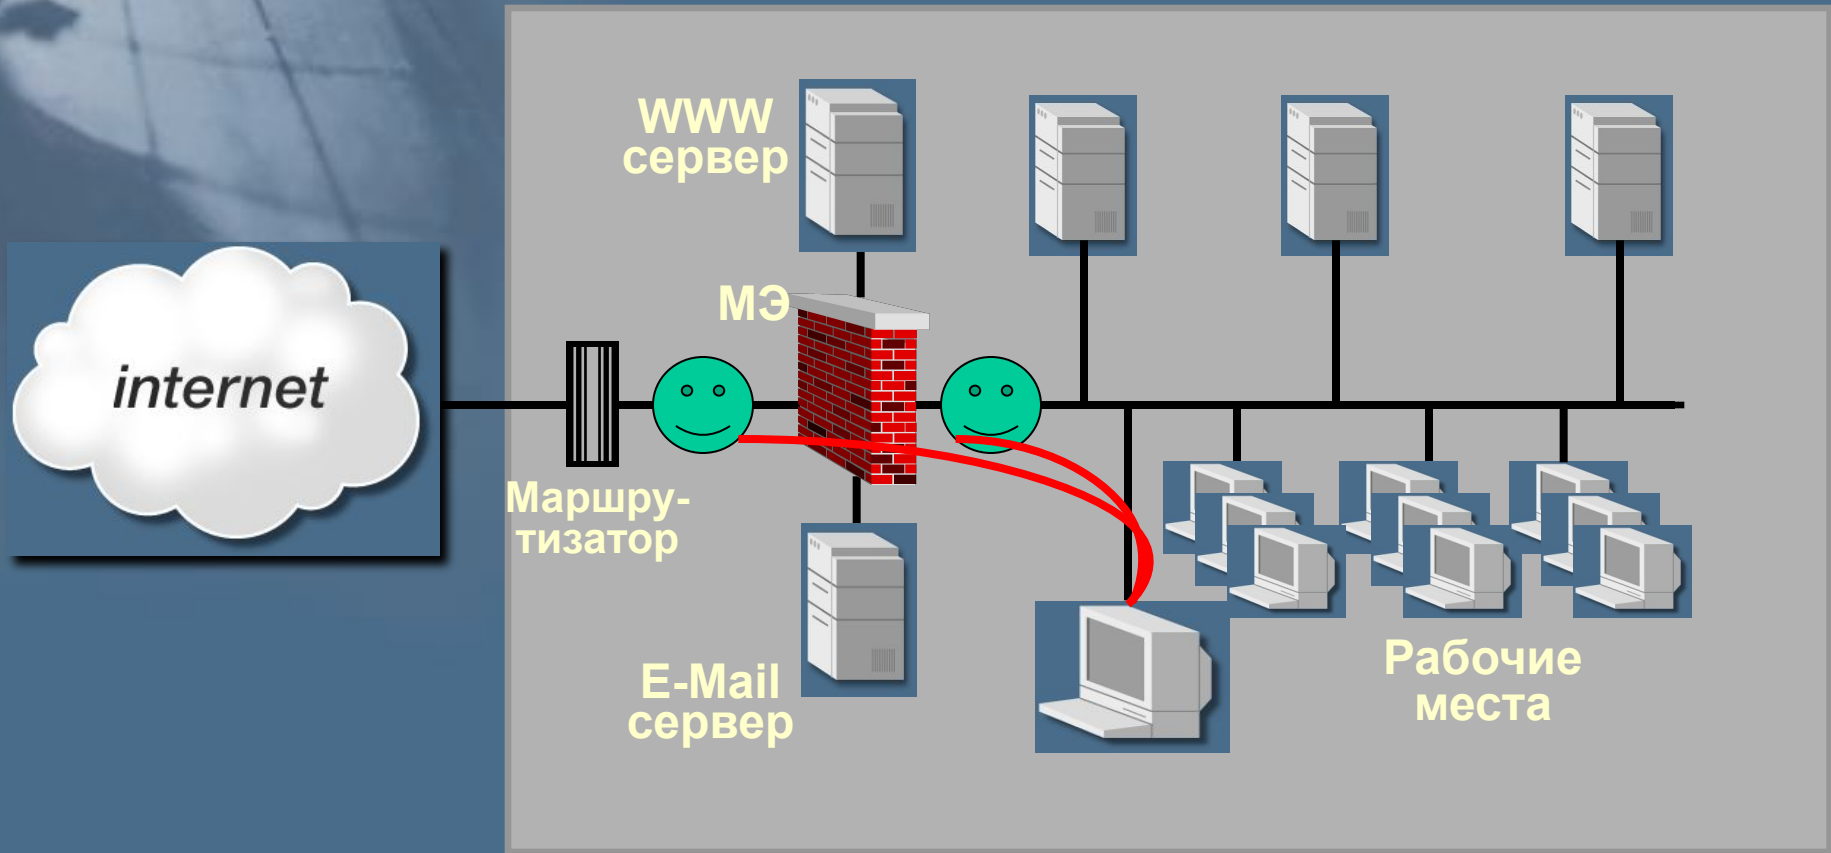 WWW
сервер
МЭ
internet
Маршру-
тизатор
E-Mail
сервер
Рабочие
места